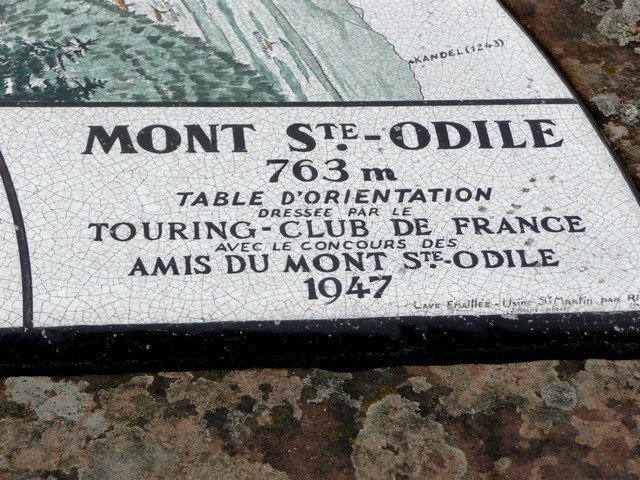 KANDEL (1243)
MONT STE-ODILE
763 m
TABLE D'ORIENTATION
DRESSÉE PAR LE
TOURING-CLUB DE FRANCE
AVEC LE CONCOURS DES
AMIS DU MONT STE-ODILE
1947
LAVE EMAILLÉE - USINE ST MARTIN PAR RI